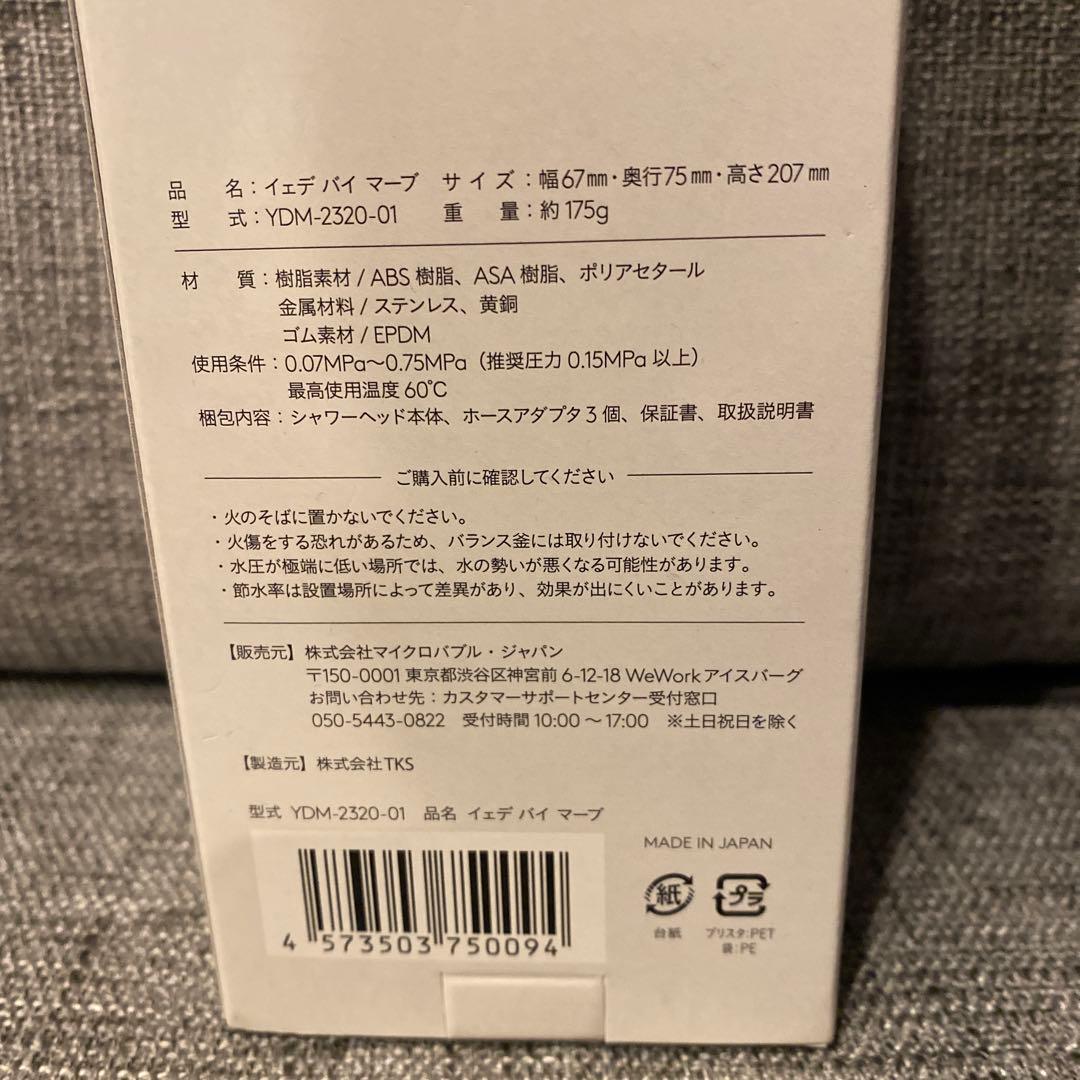 品　名：イェデ バイ マーブ　サイズ：幅67㎜・奥行75㎜・高さ207㎜
型　式：YDM-2320-01　重　量：約175g
材　質：樹脂素材 / ABS 樹脂、ASA 樹脂、ポリアセタール
金属材料 / ステンレス、黄銅
ゴム素材 / EPDM
使用条件：0.07MPa～0.75MPa（推奨圧力 0.15MPa 以上）
最高使用温度 60℃
梱包内容：シャワーヘッド本体、ホースアダプタ 3 個、保証書、取扱説明書
ご購入前に確認してください
・火のそばに置かないでください。
・火傷をする恐れがあるため、バランス釜には取り付けないでください。
・水圧が極端に低い場所では、水の勢いが悪くなる可能性があります。
・節水率は設置場所によって差異があり、効果が出にくいことがあります。
【販売元】株式会社マイクロバブル・ジャパン
〒150-0001 東京都渋谷区神宮前 6-12-18 WeWork アイスバーグ
お問い合わせ先：カスタマーサポートセンター受付窓口
050-5443-0822　受付時間 10:00 ～ 17:00　※土日祝日を除く
【製造元】株式会社 TKS
型式 YDM-2320-01　品名 イェデ バイ マーブ
MADE IN JAPAN
紙 プラ
台紙 ブリスタ:PET
袋:PE
4 573503 750094